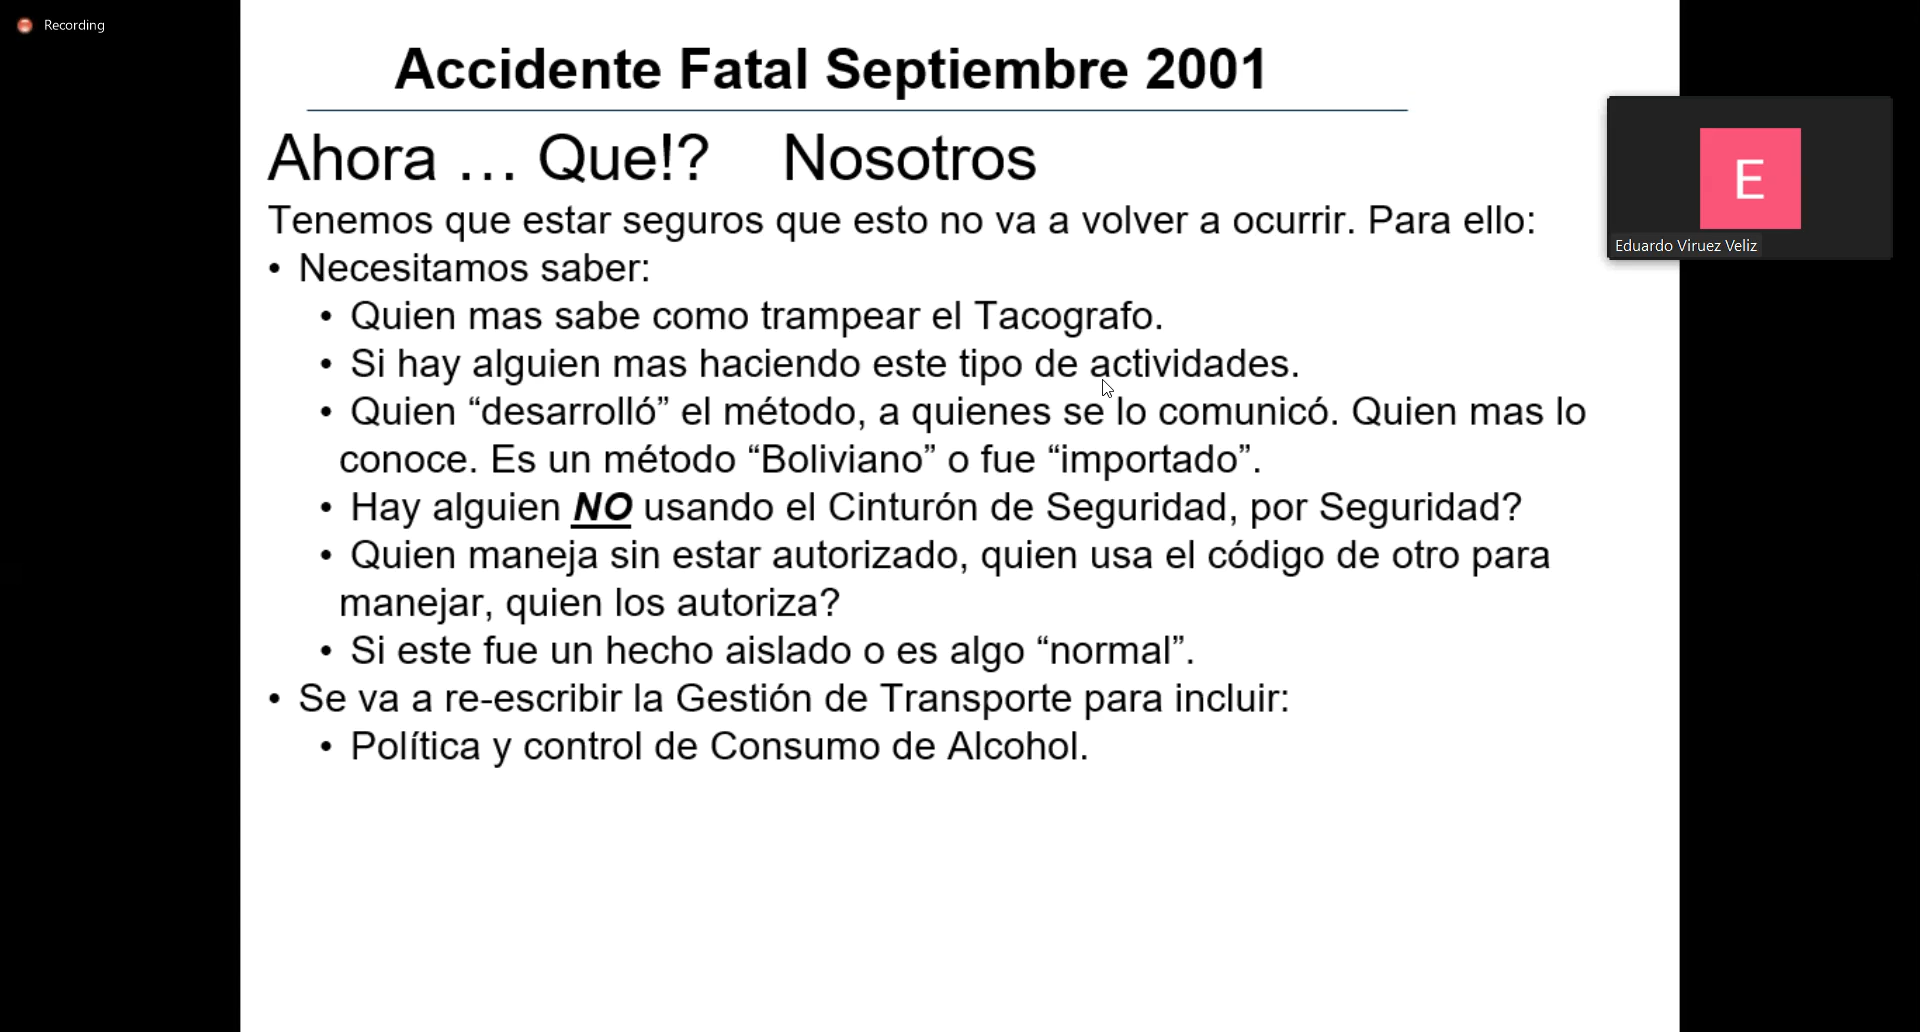 Recording
Accidente Fatal Septiembre 2001
Ahora … Que!? Nosotros
Tenemos que estar seguros que esto no va a volver a ocurrir. Para ello:
• Necesitamos saber:
• Quien mas sabe como trampear el Tacografo.
• Si hay alguien mas haciendo este tipo de actividades.
• Quien “desarrolló” el método, a quienes se lo comunicó. Quien mas lo
conoce. Es un método “Boliviano” o fue “importado”.
• Hay alguien NO usando el Cinturón de Seguridad, por Seguridad?
• Quien maneja sin estar autorizado, quien usa el código de otro para
manejar, quien los autoriza?
• Si este fue un hecho aislado o es algo “normal”.
• Se va a re-escribir la Gestión de Transporte para incluir:
• Política y control de Consumo de Alcohol.
E
Eduardo Viruez Veliz